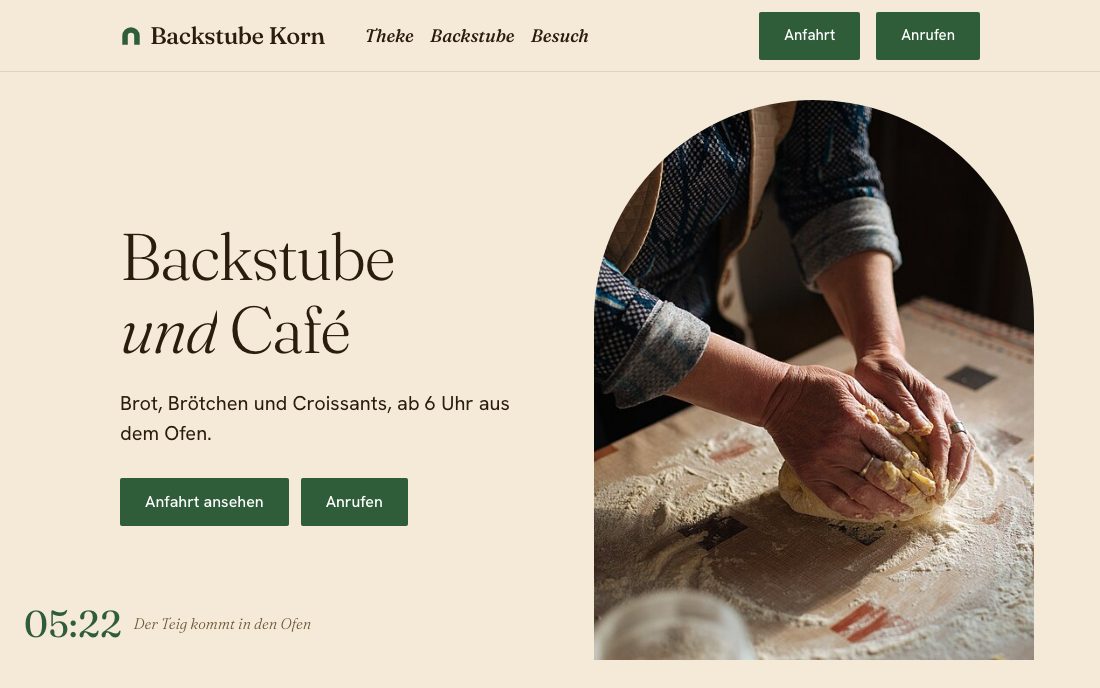 Backstube Korn
Theke Backstube Besuch
Anfahrt Anrufen
Backstube
und Café
Brot, Brötchen und Croissants, ab 6 Uhr aus
dem Ofen.
Anfahrt ansehen Anrufen
05:22 Der Teig kommt in den Ofen